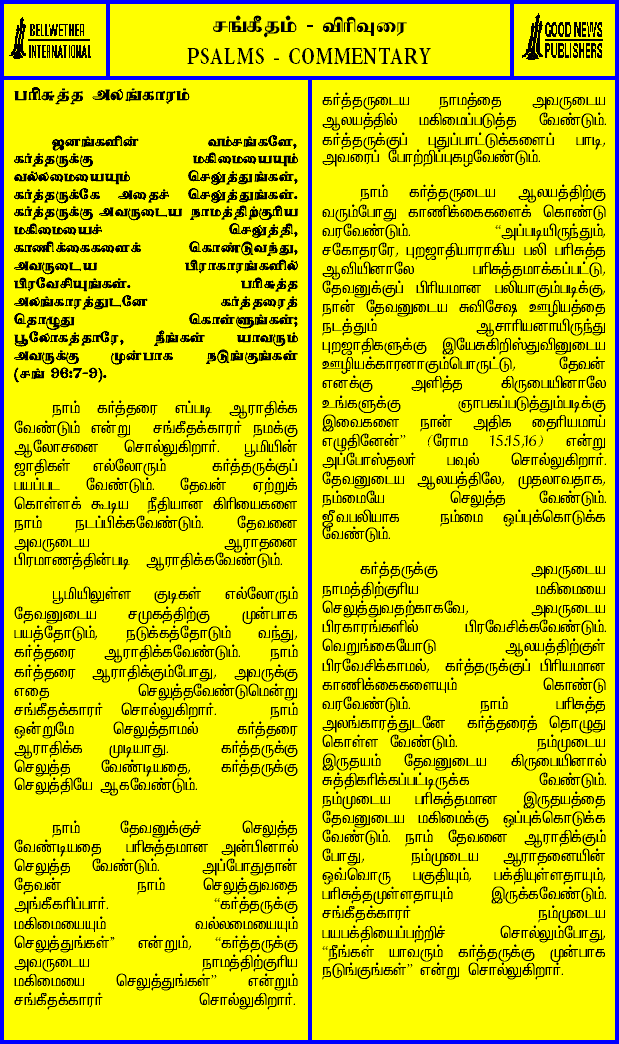 BELLWETHER
INTERNATIONAL
சங்கீதம் - விரிவுரை
PSALMS - COMMENTARY
GOOD NEWS
PUBLISHERS
பரிசுத்த அலங்காரம்
ஜனங்களின் வம்சங்களே,
கர்த்தருக்கு மகிமையையும்
வல்லமையையும் செலுத்துங்கள்,
கர்த்தருக்கே அதைச் செலுத்துங்கள்.
கர்த்தருக்கு அவருடைய நாமத்திற்குரிய
மகிமையைச் செலுத்தி,
காணிக்கைகளைக் கொண்டுவந்து,
அவருடைய பிராகாரங்களில்
பிரவேசியுங்கள். பரிசுத்த
அலங்காரத்துடனே கர்த்தரைத்
தொழுது கொள்ளுங்கள்;
பூலோகத்தாரே, நீங்கள் யாவரும்
அவருக்கு முன்பாக நடுங்குங்கள்
(சங் 96:7-9).
நாம் கர்த்தரை எப்படி ஆராதிக்க
வேண்டும் என்று சங்கீதக்காரர் நமக்கு
ஆலோசனை சொல்லுகிறார். பூமியின்
ஜாதிகள் எல்லோரும் கர்த்தருக்குப்
பயப்பட வேண்டும். தேவன் ஏற்றுக்
கொள்ளக் கூடிய நீதியான கிரியைகளை
நாம் நடப்பிக்கவேண்டும். தேவனை
அவருடைய ஆராதனை
பிரமாணத்தின்படி ஆராதிக்கவேண்டும்.
பூமியிலுள்ள குடிகள் எல்லோரும்
தேவனுடைய சமுகத்திற்கு முன்பாக
பயத்தோடும், நடுக்கத்தோடும் வந்து,
கர்த்தரை ஆராதிக்கவேண்டும். நாம்
கர்த்தரை ஆராதிக்கும்போது, அவருக்கு
எதை செலுத்தவேண்டுமென்று
சங்கீதக்காரர் சொல்லுகிறார். நாம்
ஒன்றுமே செலுத்தாமல் கர்த்தரை
ஆராதிக்க முடியாது. கர்த்தருக்கு
செலுத்த வேண்டியதை, கர்த்தருக்கு
செலுத்தியே ஆகவேண்டும்.
நாம் தேவனுக்குச் செலுத்த
வேண்டியதை பரிசுத்தமான அன்பினால்
செலுத்த வேண்டும். அப்போதுதான்
தேவன் நாம் செலுத்துவதை
அங்கீகரிப்பார். “கர்த்தருக்கு
மகிமையையும் வல்லமையையும்
செலுத்துங்கள்” என்றும், “கர்த்தருக்கு
அவருடைய நாமத்திற்குரிய
மகிமையை செலுத்துங்கள்” என்றும்
சங்கீதக்காரர் சொல்லுகிறார்.
கர்த்தருடைய நாமத்தை அவருடைய
ஆலயத்தில் மகிமைப்படுத்த வேண்டும்.
கர்த்தருக்குப் புதுப்பாட்டுக்களைப் பாடி,
அவரைப் போற்றிப்புகழவேண்டும்.
நாம் கர்த்தருடைய ஆலயத்திற்கு
வரும்போது காணிக்கைகளைக் கொண்டு
வரவேண்டும். “அப்படியிருந்தும்,
சகோதரரே, புறஜாதியாராகிய பலி பரிசுத்த
ஆவியினாலே பரிசுத்தமாக்கப்பட்டு,
தேவனுக்குப் பிரியமான பலியாகும்படிக்கு,
நான் தேவனுடைய சுவிசேஷ ஊழியத்தை
நடத்தும் ஆசாரியனாயிருந்து
புறஜாதிகளுக்கு இயேசுகிறிஸ்துவினுடைய
ஊழியக்காரனாகும்பொருட்டு, தேவன்
எனக்கு அளித்த கிருபையினாலே
உங்களுக்கு ஞாபகப்படுத்தும்படிக்கு
இவைகளை நான் அதிக தைரியமாய்
எழுதினேன்” (ரோம 15:15,16) என்று
அப்போஸ்தலர் பவுல் சொல்லுகிறார்.
தேவனுடைய ஆலயத்திலே, முதலாவதாக,
நம்மையே செலுத்த வேண்டும்.
ஜீவபலியாக நம்மை ஒப்புக்கொடுக்க
வேண்டும்.
கர்த்தருக்கு அவருடைய
நாமத்திற்குரிய மகிமையை
செலுத்துவதற்காகவே, அவருடைய
பிரகாரங்களில் பிரவேசிக்கவேண்டும்.
வெறுங்கையோடு ஆலயத்திற்குள்
பிரவேசிக்காமல், கர்த்தருக்குப் பிரியமான
காணிக்கைகளையும் கொண்டு
வரவேண்டும். நாம் பரிசுத்த
அலங்காரத்துடனே கர்த்தரைத் தொழுது
கொள்ள வேண்டும். நம்முடைய
இருதயம் தேவனுடைய கிருபையினால்
சுத்திகரிக்கப்பட்டிருக்க வேண்டும்.
நம்முடைய பரிசுத்தமான இருதயத்தை
தேவனுடைய மகிமைக்கு ஒப்புக்கொடுக்க
வேண்டும். நாம் தேவனை ஆராதிக்கும்
போது, நம்முடைய ஆராதனையின்
ஒவ்வொரு பகுதியும், பக்தியுள்ளதாயும்,
பரிசுத்தமுள்ளதாயும் இருக்கவேண்டும்.
சங்கீதக்காரர் நம்முடைய
பயபக்தியைப்பற்றிச் சொல்லும்போது,
“நீங்கள் யாவரும் கர்த்தருக்கு முன்பாக
நடுங்குங்கள்” என்று சொல்லுகிறார்.